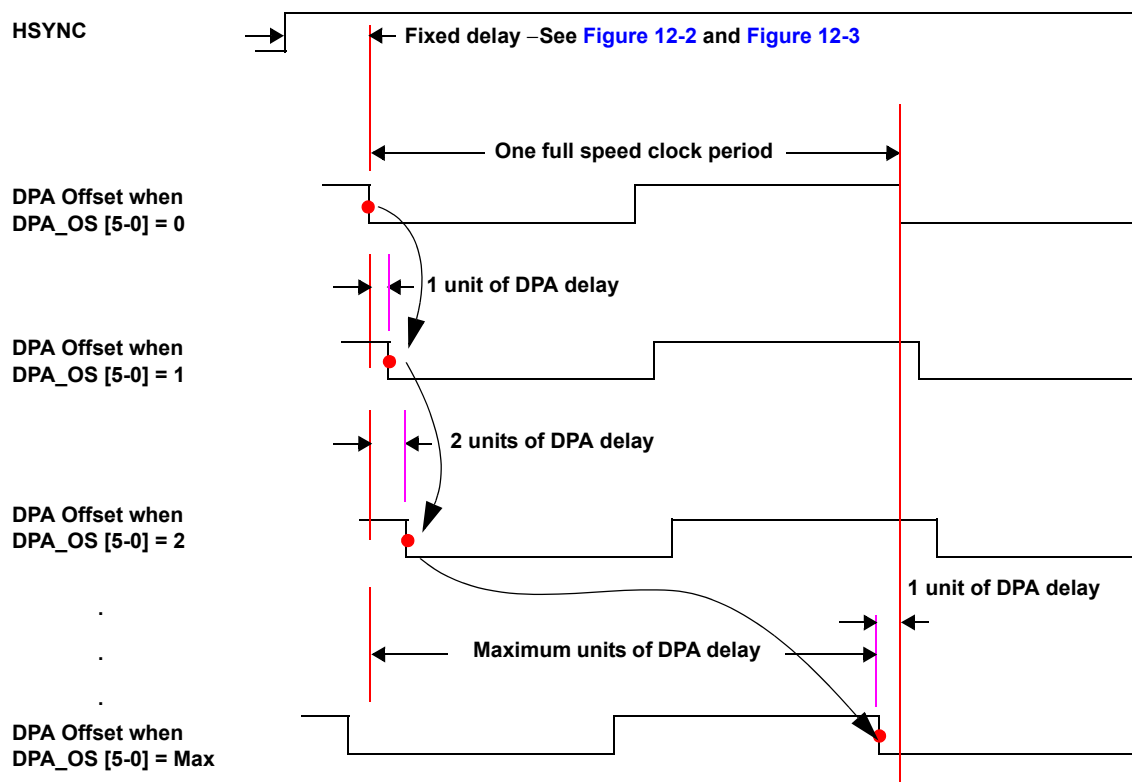 HSYNC
Fixed delay –See Figure 12-2 and Figure 12-3
One full speed clock period
DPA Offset when
DPA_OS [5-0] = 0
1 unit of DPA delay
DPA Offset when
DPA_OS [5-0] = 1
2 units of DPA delay
DPA Offset when
DPA_OS [5-0] = 2
1 unit of DPA delay
.
.
.
Maximum units of DPA delay
DPA Offset when
DPA_OS [5-0] = Max